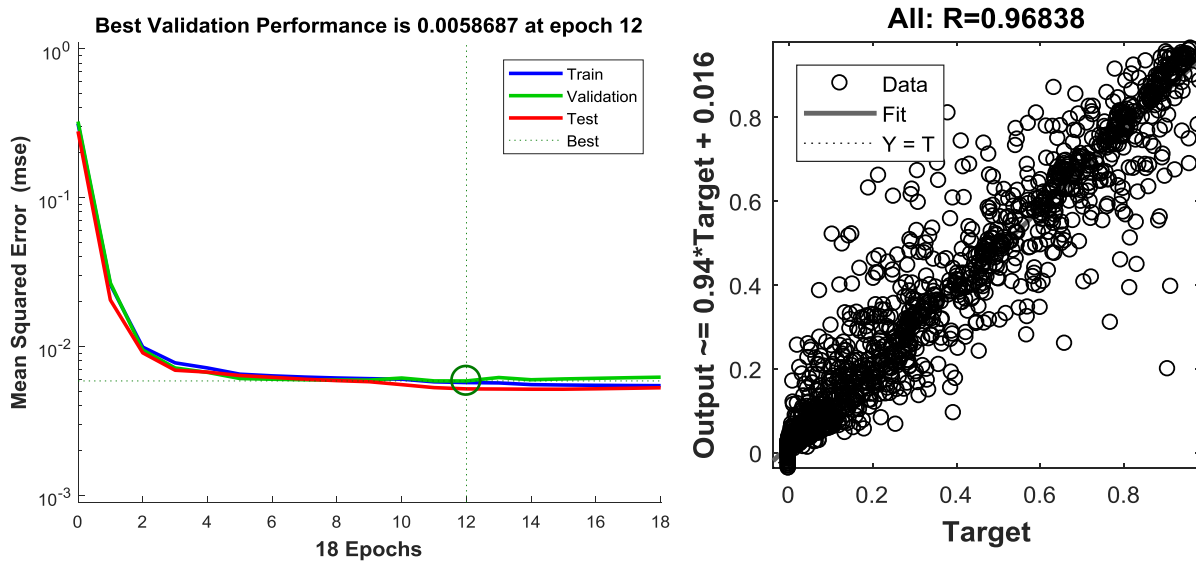 Best Validation Performance is 0.0058687 at epoch 12
Mean Squared Error (mse)
10^0
10^-1
10^-2
10^-3
Train
Validation
Test
Best
0 2 4 6 8 10 12 14 16 18
18 Epochs
All: R=0.96838
Output ~= 0.94*Target + 0.016
0.8
0.6
0.4
0.2
0
Data
Fit
Y = T
0 0.2 0.4 0.6 0.8
Target